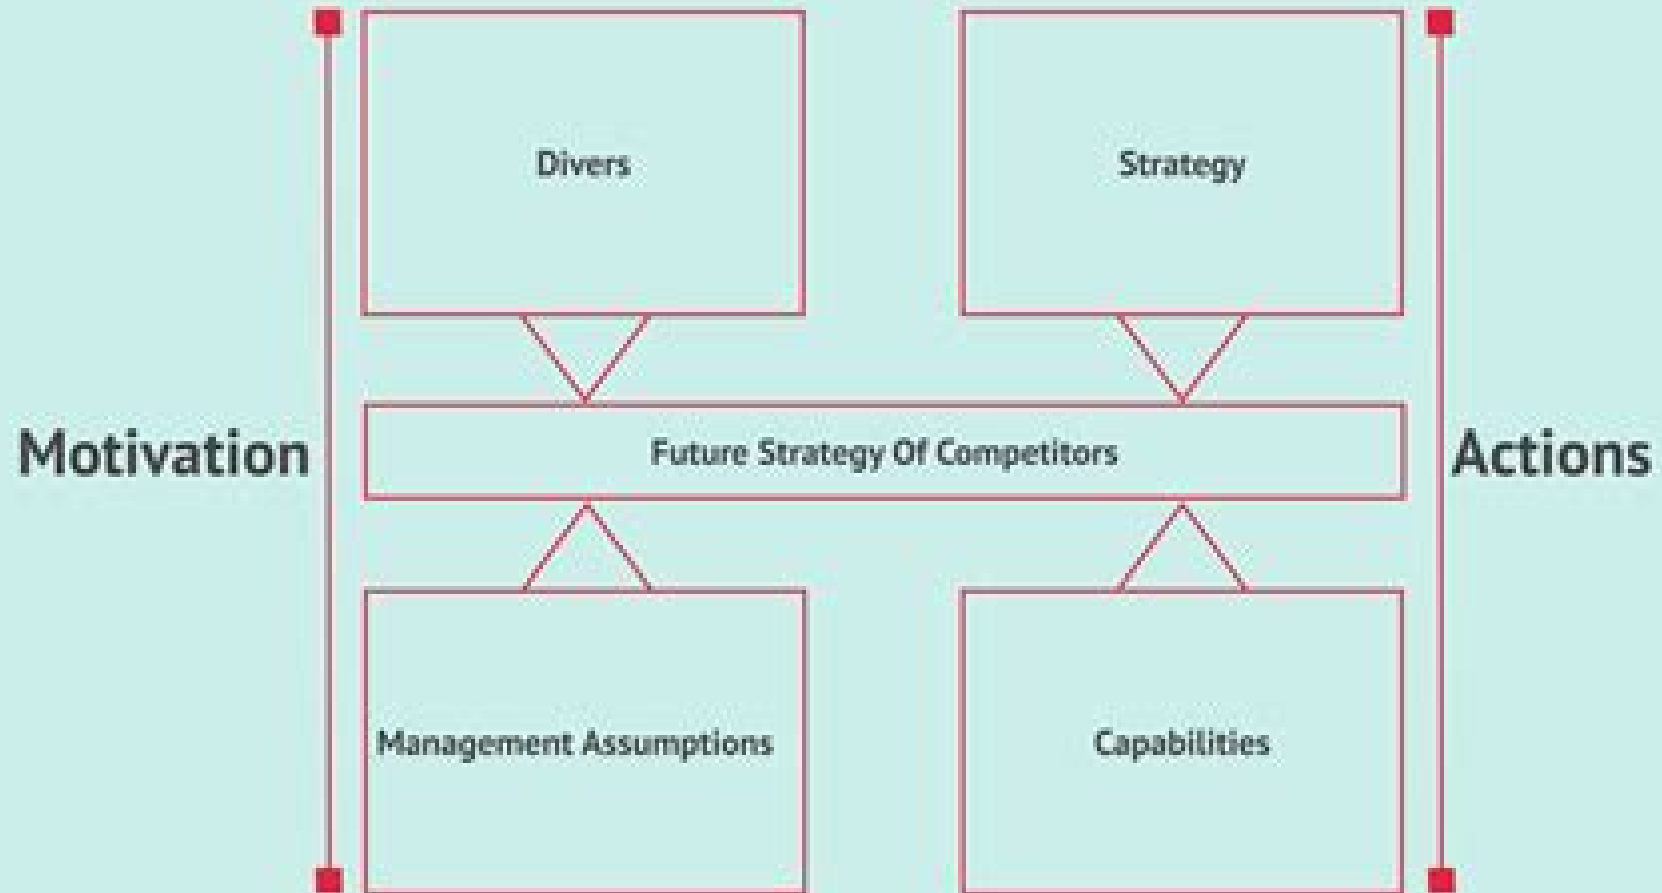 Divers
Strategy
Motivation
Future Strategy Of Competitors
Actions
Management Assumptions
Capabilities